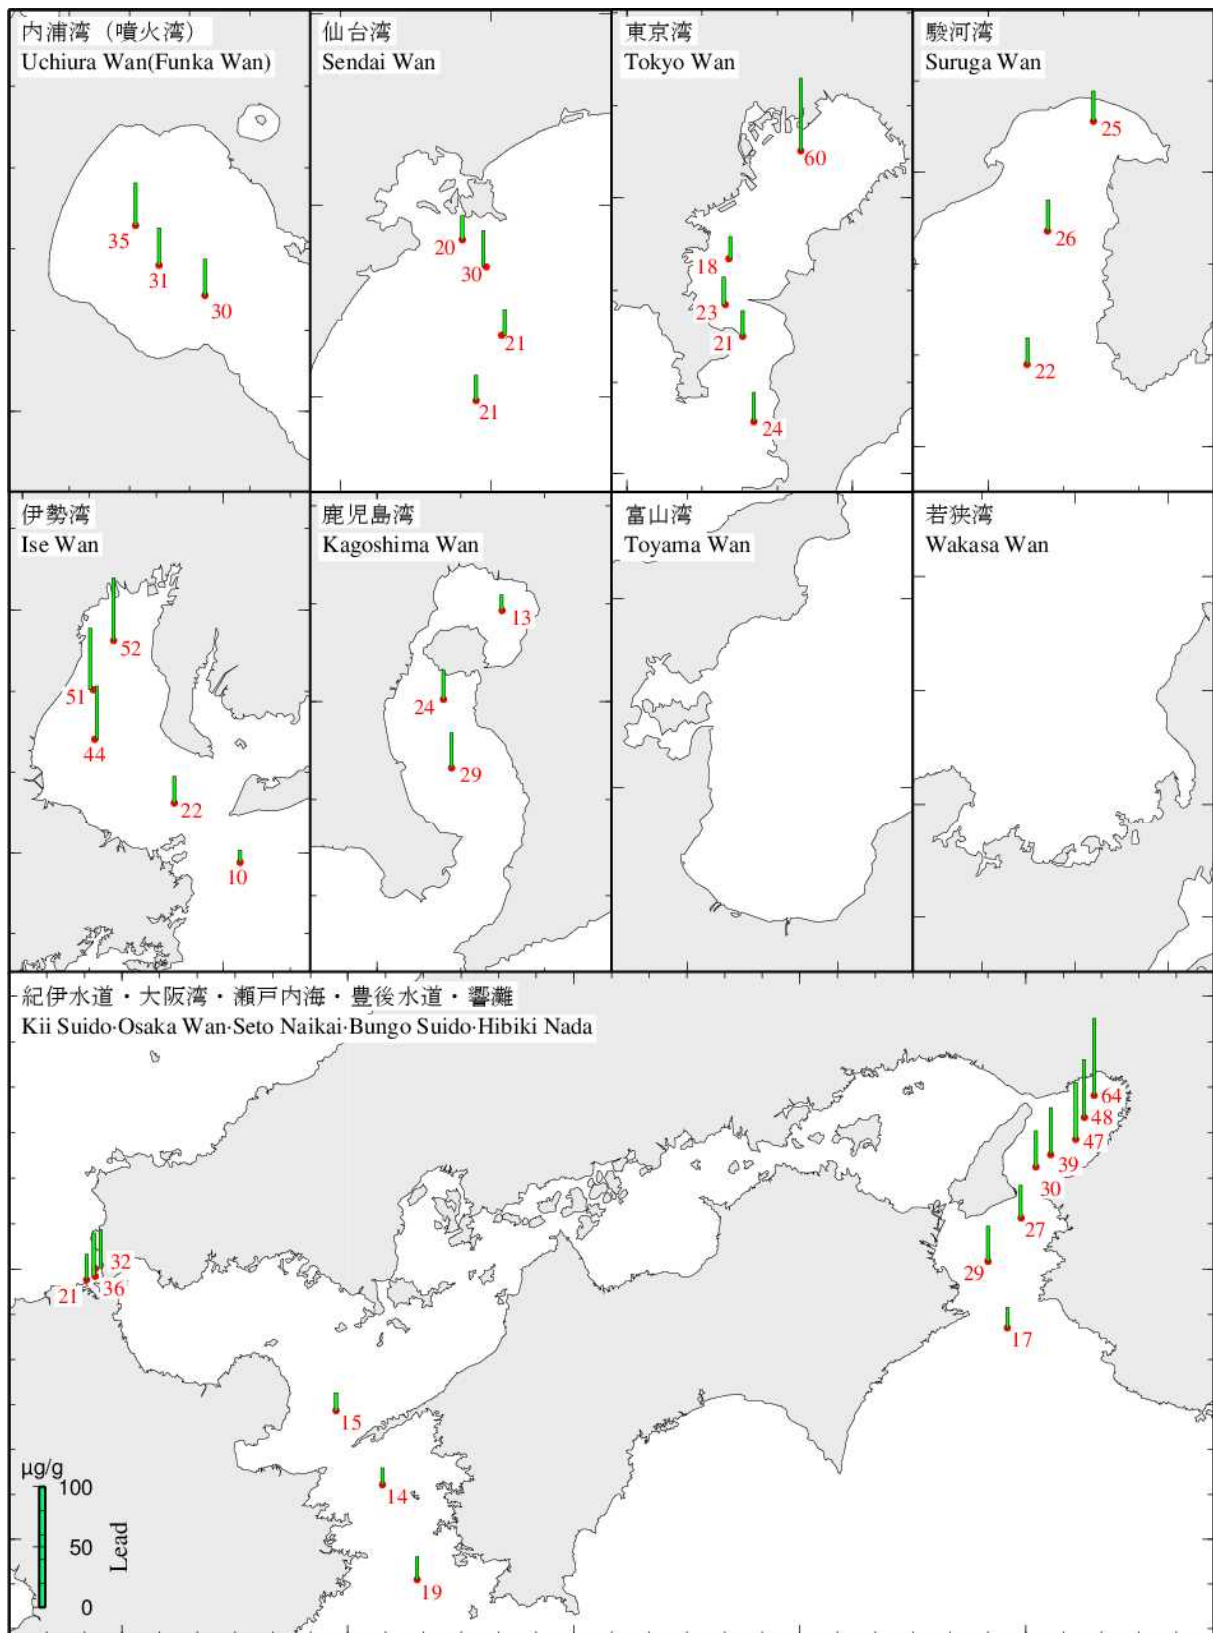 内浦湾（噴火湾）
Uchiura Wan(Funka Wan)
35
31
30
仙台湾
Sendai Wan
20
30
21
21
東京湾
Tokyo Wan
60
18
23
21
24
駿河湾
Suruga Wan
25
26
22
伊勢湾
Ise Wan
52
51
44
22
10
鹿児島湾
Kagoshima Wan
13
24
29
富山湾
Toyama Wan
若狭湾
Wakasa Wan
紀伊水道・大阪湾・瀬戸内海・豊後水道・響灘
Kii Suido·Osaka Wan·Seto Naikai·Bungo Suido·Hibiki Nada
64
48
47
39
30
27
29
17
32
36
21
15
14
19
μg/g
100
50
0
Lead